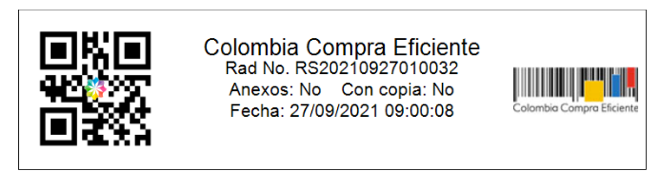 Colombia Compra Eficiente
Rad No. RS20210927010032
Anexos: No Con copia: No
Fecha: 27/09/2021 09:00:08
Colombia Compra Eficiente